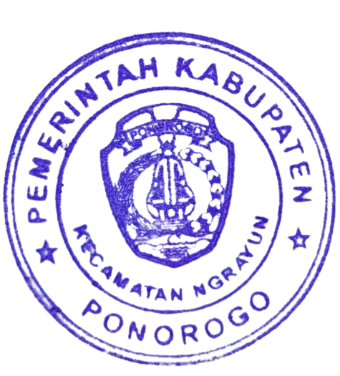 PEMERINTAH KABUPATEN
PONOROGO
PONOROGO
KECAMATAN NGRAYUN